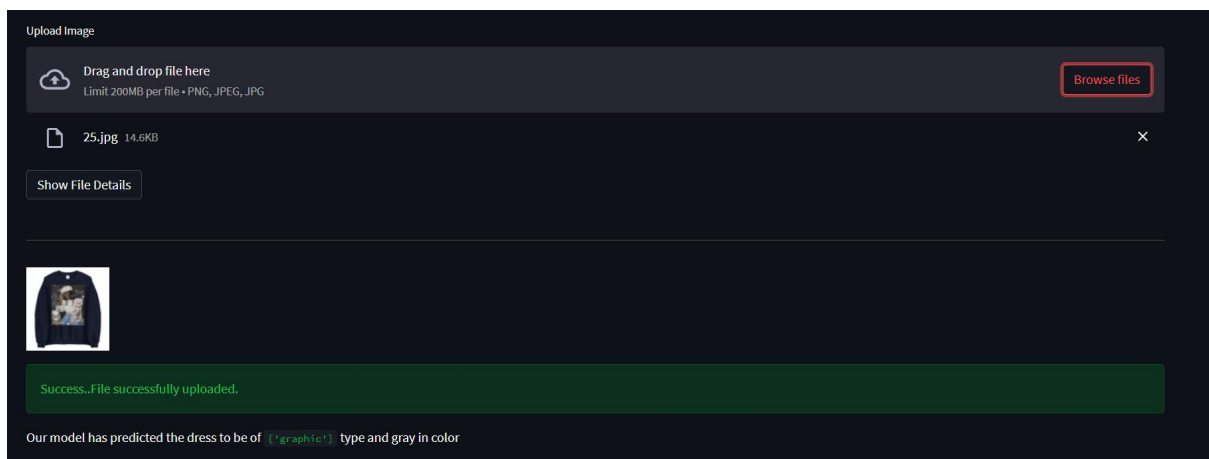 Upload Image
Drag and drop file here
Limit 200MB per file • PNG, JPEG, JPG
Browse files
25.jpg 14.6KB
Show File Details
Success..File successfully uploaded.
Our model has predicted the dress to be of ['graphic'] type and gray in color